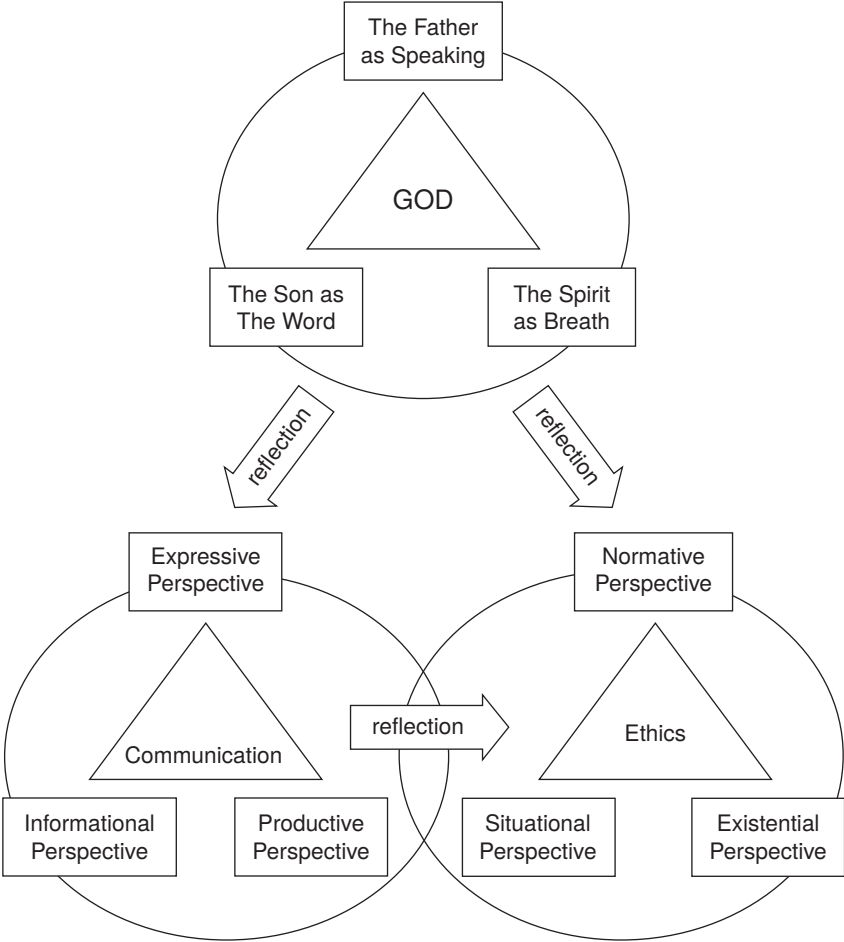 The Father
as Speaking
GOD
The Son as
The Word
The Spirit
as Breath
reflection
reflection
Expressive
Perspective
Normative
Perspective
Communication
reflection
Ethics
Informational
Perspective
Productive
Perspective
Situational
Perspective
Existential
Perspective